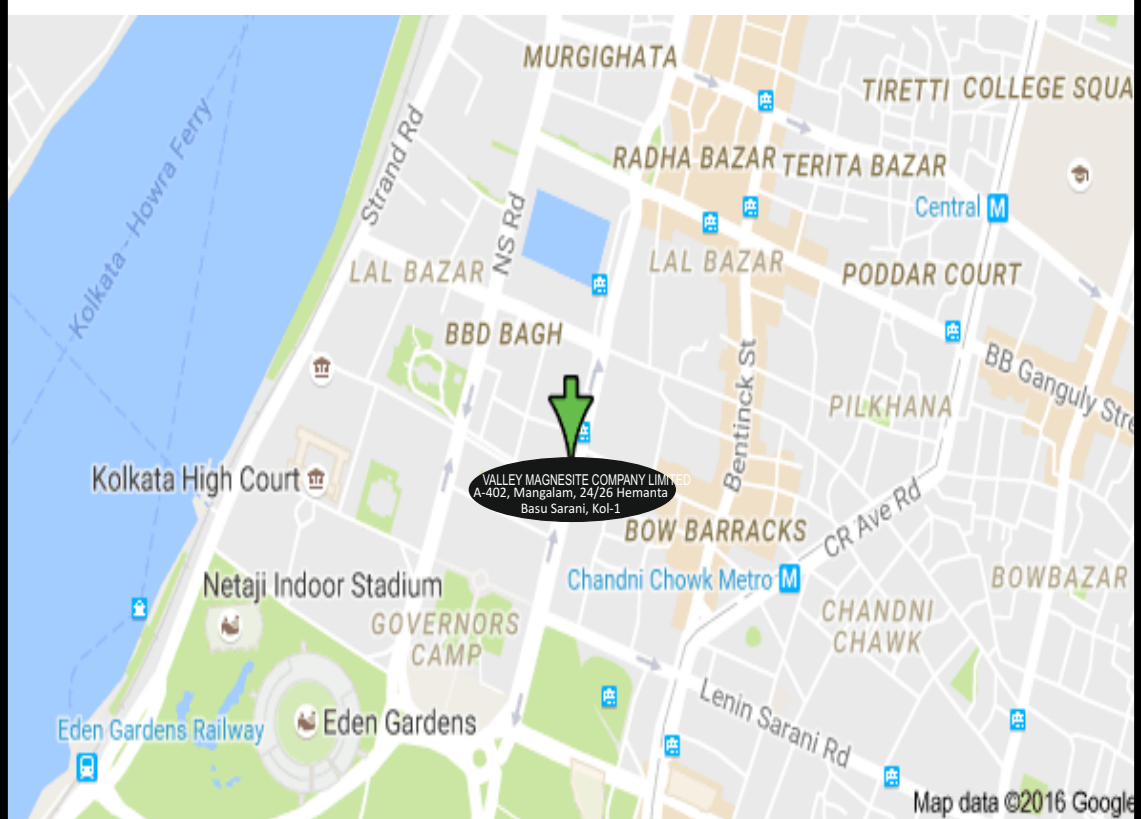 MURGIGHATA
TIRETTI
COLLEGE SQUA
Kolkata - Howra Ferry
Strand Rd
RADHA BAZAR
TERITA BAZAR
Central M
NS Rd
LAL BAZAR
LAL BAZAR
PODDAR COURT
BBD BAGH
Bentinck St
BB Ganguly Stre
PILKHANA
Kolkata High Court
VALLEY MAGNESITE COMPANY LIMITED
A-402, Mangalam, 24/26 Hemanta
Basu Sarani, Kol-1
BOW BARRACKS
CR Ave Rd
Chandni Chowk Metro M
BOWBAZAR
Netaji Indoor Stadium
GOVERNORS
CAMP
CHANDNI
CHAWK
Lenin Sarani Rd
Eden Gardens Railway
Eden Gardens
Map data ©2016 Google